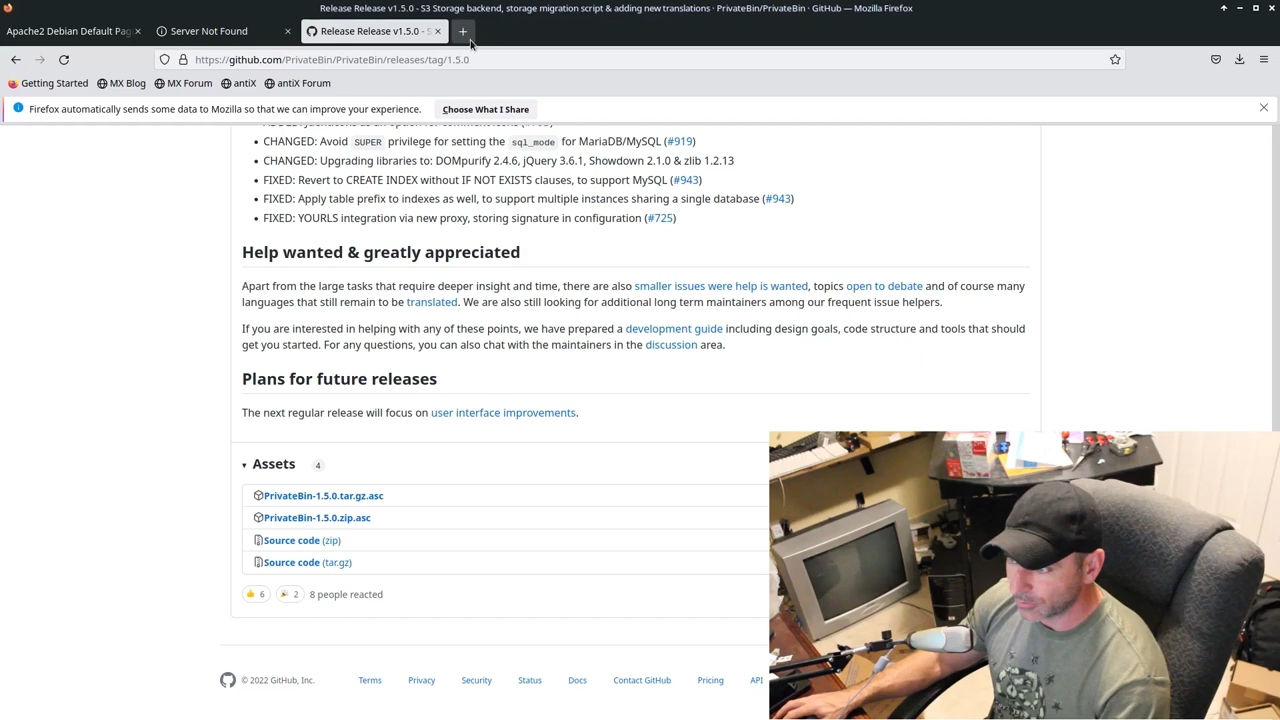 Release Release v1.5.0 - S3 Storage backend, storage migration script & adding new translations · PrivateBin/PrivateBin · GitHub — Mozilla Firefox
Apache2 Debian Default Pag
Server Not Found
Release Release v1.5.0 - S
https://github.com/PrivateBin/PrivateBin/releases/tag/1.5.0
Getting Started MX Blog MX Forum antiX antiX Forum
Firefox automatically sends some data to Mozilla so that we can improve your experience. Choose What I Share
• CHANGED: Avoid SUPER privilege for setting the sql_mode for MariaDB/MySQL (#919)
• CHANGED: Upgrading libraries to: DOMpurify 2.4.6, jQuery 3.6.1, Showdown 2.1.0 & zlib 1.2.13
• FIXED: Revert to CREATE INDEX without IF NOT EXISTS clauses, to support MySQL (#943)
• FIXED: Apply table prefix to indexes as well, to support multiple instances sharing a single database (#943)
• FIXED: YOURLS integration via new proxy, storing signature in configuration (#725)
Help wanted & greatly appreciated
Apart from the large tasks that require deeper insight and time, there are also smaller issues were help is wanted, topics open to debate and of course many
languages that still remain to be translated. We are also still looking for additional long term maintainers among our frequent issue helpers.
If you are interested in helping with any of these points, we have prepared a development guide including design goals, code structure and tools that should
get you started. For any questions, you can also chat with the maintainers in the discussion area.
Plans for future releases
The next regular release will focus on user interface improvements.
Assets 4
PrivateBin-1.5.0.tar.gz.asc
PrivateBin-1.5.0.zip.asc
Source code (zip)
Source code (tar.gz)
6 2 8 people reacted
© 2022 GitHub, Inc. Terms Privacy Security Status Docs Contact GitHub Pricing API